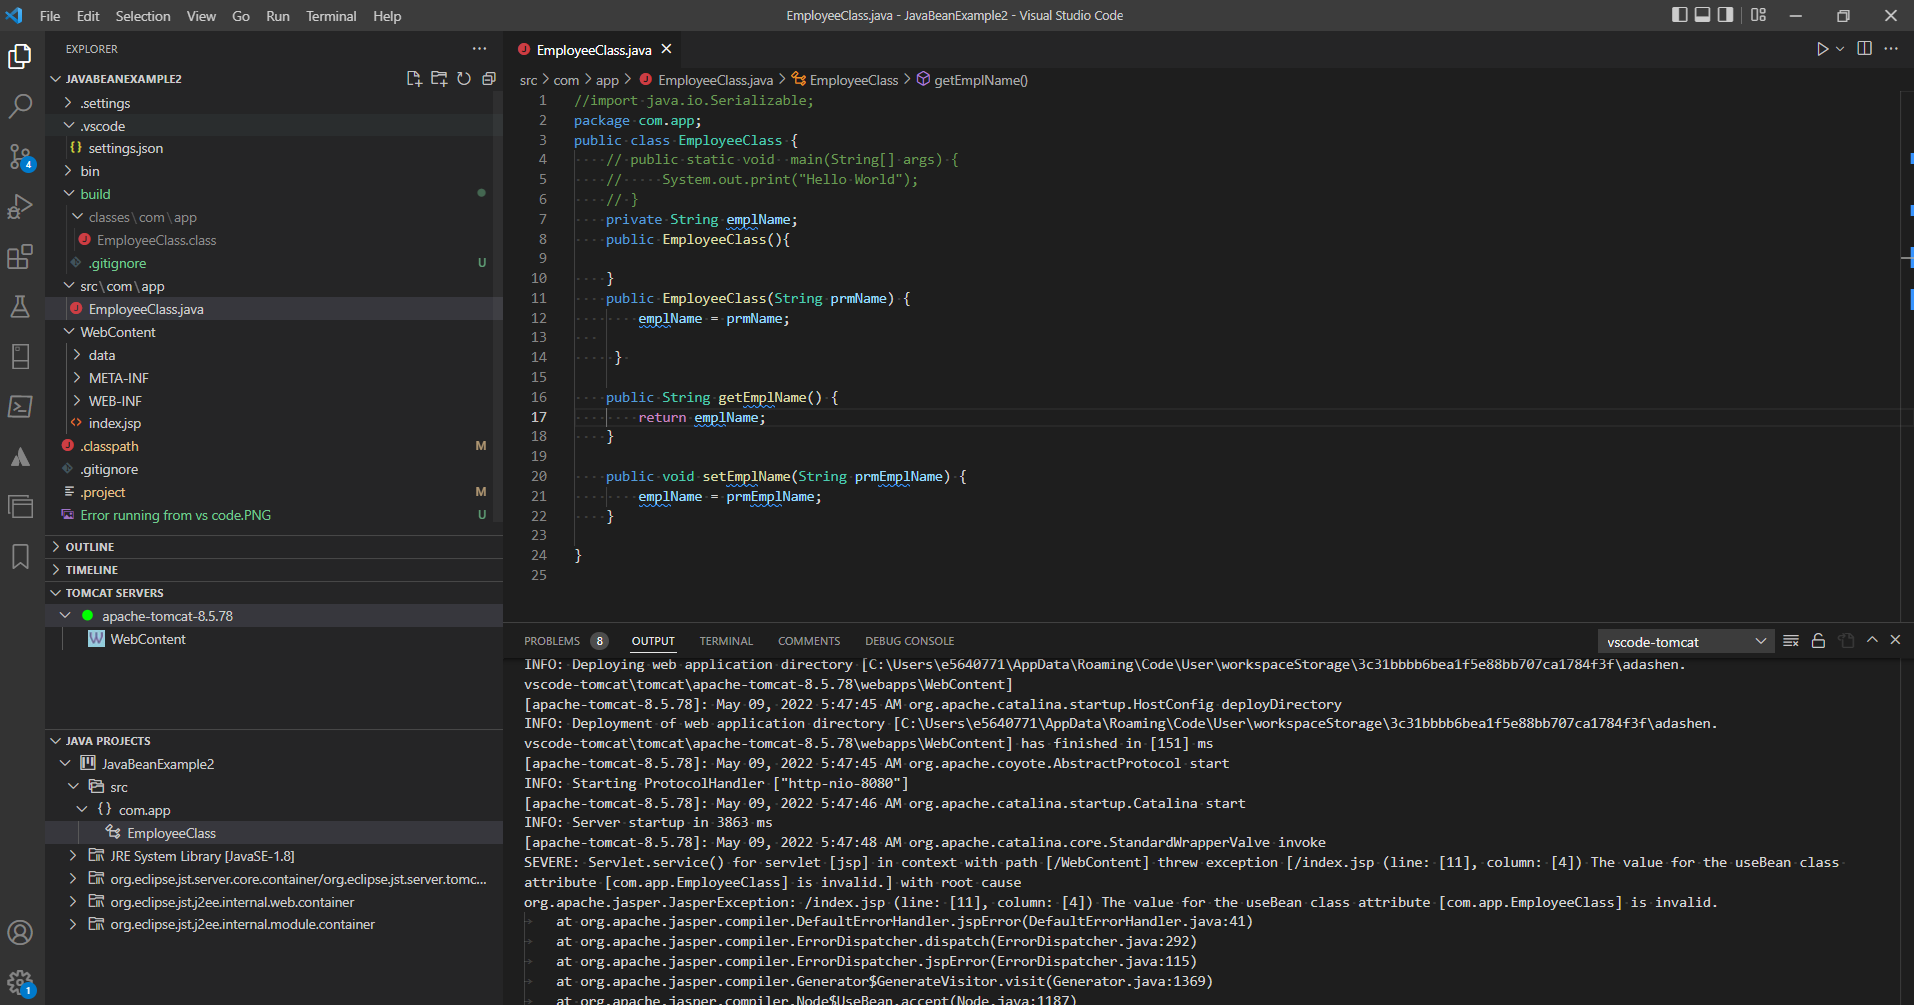 File Edit Selection View Go Run Terminal Help
EmployeeClass.java - JavaBeanExample2 - Visual Studio Code
EXPLORER
JAVABEANEXAMPLE2
.settings
.vscode
settings.json
bin
build
classes\com\app
EmployeeClass.class
.gitignore U
src\com\app
EmployeeClass.java
WebContent
data
META-INF
WEB-INF
index.jsp
.classpath M
.gitignore
.project M
Error running from vs code.PNG U
OUTLINE
TIMELINE
TOMCAT SERVERS
apache-tomcat-8.5.78
WebContent
JAVA PROJECTS
JavaBeanExample2
src
{} com.app
EmployeeClass
JRE System Library [JavaSE-1.8]
org.eclipse.jst.server.core.container/org.eclipse.jst.server.tomc...
org.eclipse.jst.j2ee.internal.web.container
org.eclipse.jst.j2ee.internal.module.container
4
1
EmployeeClass.java
src > com > app > EmployeeClass.java > EmployeeClass > getEmplName()
1 //import java.io.Serializable;
2 package com.app;
3 public class EmployeeClass {
4 // public static void  main(String[] args) {
5 //     System.out.print("Hello World");
6 // }
7 private String emplName;
8 public EmployeeClass(){
9
10 }
11 public EmployeeClass(String prmName) {
12 emplName = prmName;
13
14 }
15
16 public String getEmplName() {
17 return emplName;
18 }
19
20 public void setEmplName(String prmEmplName) {
21 emplName = prmEmplName;
22 }
23
24 }
25
PROBLEMS 8 OUTPUT TERMINAL COMMENTS DEBUG CONSOLE vscode-tomcat
INFO: Deploying web application directory [C:\Users\e5640771\AppData\Roaming\Code\User\workspaceStorage\3c31bbbb6bea1f5e88bb707ca1784f3f\adashen.
vscode-tomcat\tomcat\apache-tomcat-8.5.78\webapps\WebContent]
[apache-tomcat-8.5.78]: May 09, 2022 5:47:45 AM org.apache.catalina.startup.HostConfig deployDirectory
INFO: Deployment of web application directory [C:\Users\e5640771\AppData\Roaming\Code\User\workspaceStorage\3c31bbbb6bea1f5e88bb707ca1784f3f\adashen.
vscode-tomcat\tomcat\apache-tomcat-8.5.78\webapps\WebContent] has finished in [151] ms
[apache-tomcat-8.5.78]: May 09, 2022 5:47:45 AM org.apache.coyote.AbstractProtocol start
INFO: Starting ProtocolHandler ["http-nio-8080"]
[apache-tomcat-8.5.78]: May 09, 2022 5:47:46 AM org.apache.catalina.startup.Catalina start
INFO: Server startup in 3863 ms
[apache-tomcat-8.5.78]: May 09, 2022 5:47:48 AM org.apache.catalina.core.StandardWrapperValve invoke
SEVERE: Servlet.service() for servlet [jsp] in context with path [/WebContent] threw exception [/index.jsp (line: [11], column: [4]) The value for the useBean class
attribute [com.app.EmployeeClass] is invalid.] with root cause
org.apache.jasper.JasperException: /index.jsp (line: [11], column: [4]) The value for the useBean class attribute [com.app.EmployeeClass] is invalid.
at org.apache.jasper.compiler.DefaultErrorHandler.jspError(DefaultErrorHandler.java:41)
at org.apache.jasper.compiler.ErrorDispatcher.dispatch(ErrorDispatcher.java:292)
at org.apache.jasper.compiler.ErrorDispatcher.jspError(ErrorDispatcher.java:115)
at org.apache.jasper.compiler.Generator$GenerateVisitor.visit(Generator.java:1369)
at org.apache.jasper.compiler.Node$UseBean.accept(Node.java:1187)